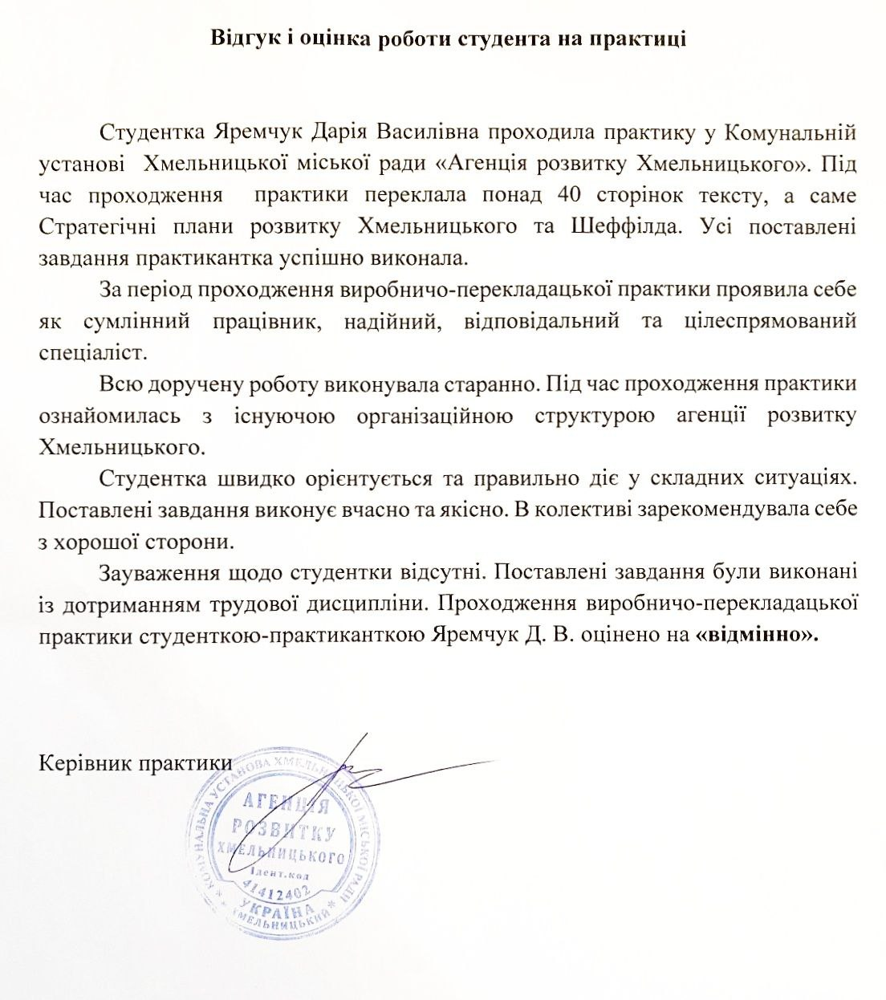 Відгук і оцінка роботи студента на практиці
Студентка Яремчук Дарія Василівна проходила практику у Комунальній
установі Хмельницької міської ради «Агенція розвитку Хмельницького». Під
час проходження практики переклала понад 40 сторінок тексту, а саме
Стратегічні плани розвитку Хмельницького та Шеффілда. Усі поставлені
завдання практикантка успішно виконала.
За період проходження виробничо-перекладацької практики проявила себе
як сумлінний працівник, надійний, відповідальний та цілеспрямований
спеціаліст.
Всю доручену роботу виконувала старанно. Під час проходження практики
ознайомилась з існуючою організаційною структурою агенції розвитку
Хмельницького.
Студентка швидко орієнтується та правильно діє у складних ситуаціях.
Поставлені завдання виконує вчасно та якісно. В колективі зарекомендувала себе
з хорошої сторони.
Зауваження щодо студентки відсутні. Поставлені завдання були виконані
із дотриманням трудової дисципліни. Проходження виробничо-перекладацької
практики студенткою-практиканткою Яремчук Д. В. оцінено на «відмінно».
Керівник практики
КОМУНАЛЬНА УСТАНОВА ХМЕЛЬНИЦЬКОЇ МІСЬКОЇ РАДИ
АГЕНЦІЯ
РОЗВИТКУ
ХМЕЛЬНИЦЬКОГО
Ідент.код
41412402
УКРАЇНА
* ХМЕЛЬНИЦЬКИЙ *